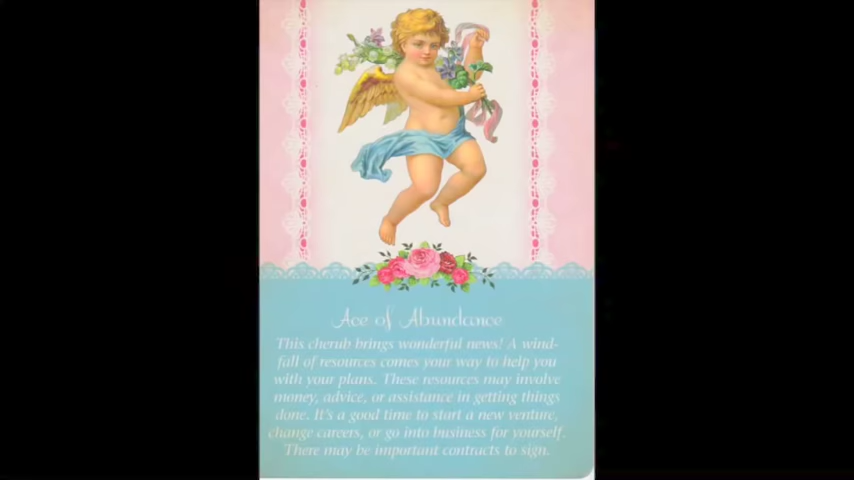 Ace of Abundance
This cherub brings wonderful news! A wind-
fall of resources comes your way to help you
with your plans. These resources may involve
money, advice, or assistance in getting things
done. It's a good time to start a new venture,
change careers, or go into business for yourself.
There may be important contracts to sign.